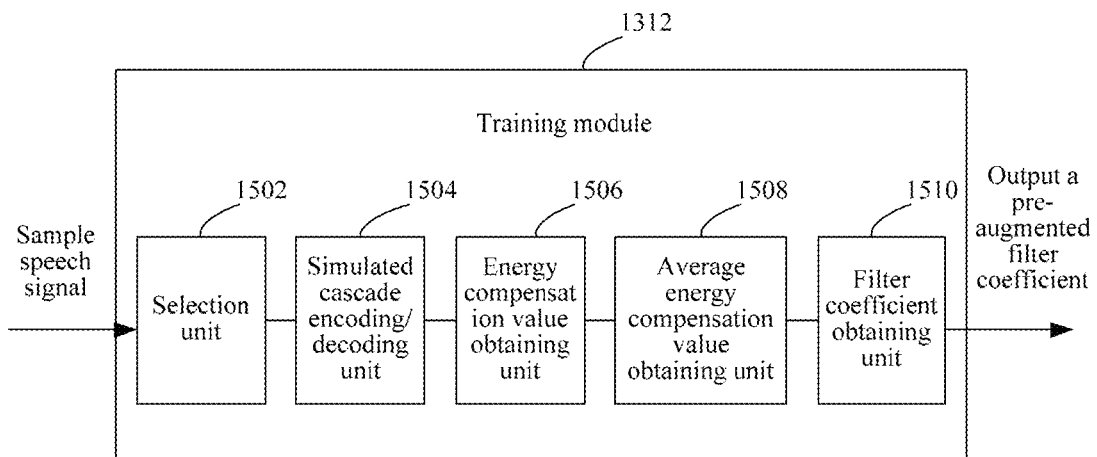 1312
Training module
1502
1504
1506
1508
1510
Sample
speech
signal
Selection
unit
Simulated
cascade
encoding/
decoding
unit
Energy
compensat
ion value
obtaining
unit
Average
energy
compensation
value
obtaining unit
Filter
coefficient
obtaining
unit
Output a
pre-
augmented
filter
coefficient